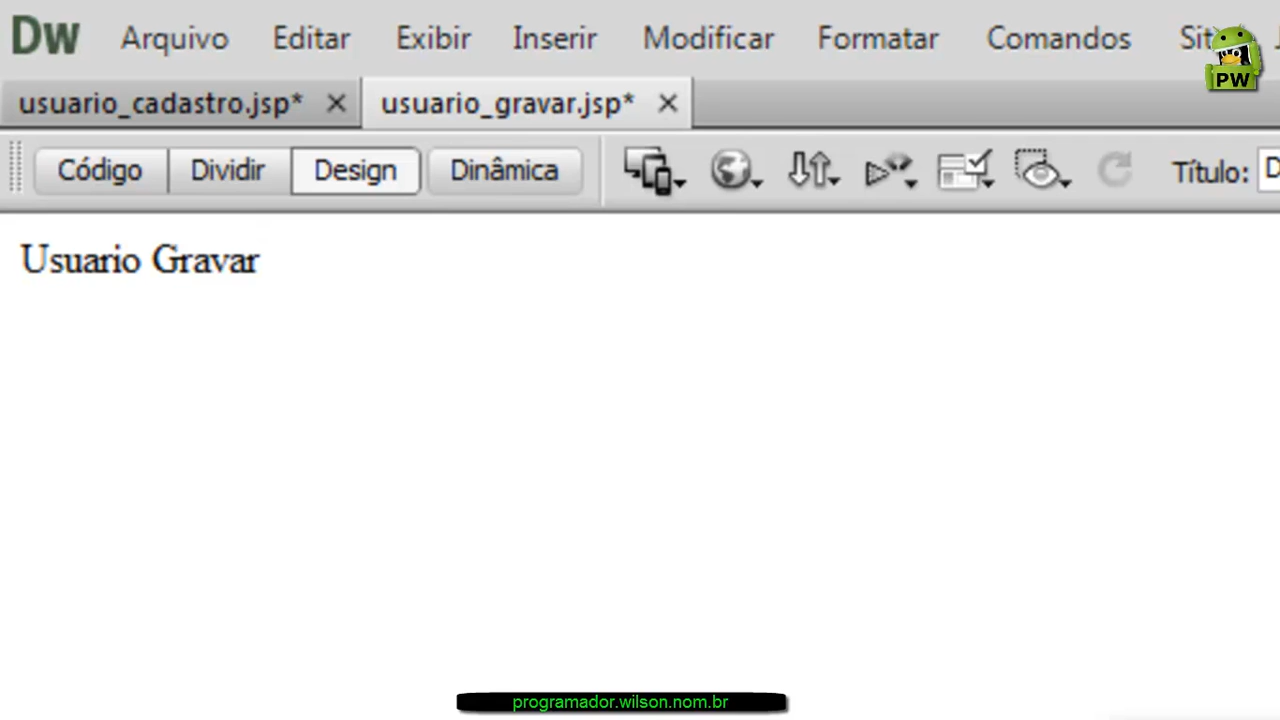 Dw Arquivo Editar Exibir Inserir Modificar Formatar Comandos
PW
usuario_cadastro.jsp* usuario_gravar.jsp*
Código Dividir Design Dinâmica Título: D
Usuario Gravar
programador.wilson.nom.br